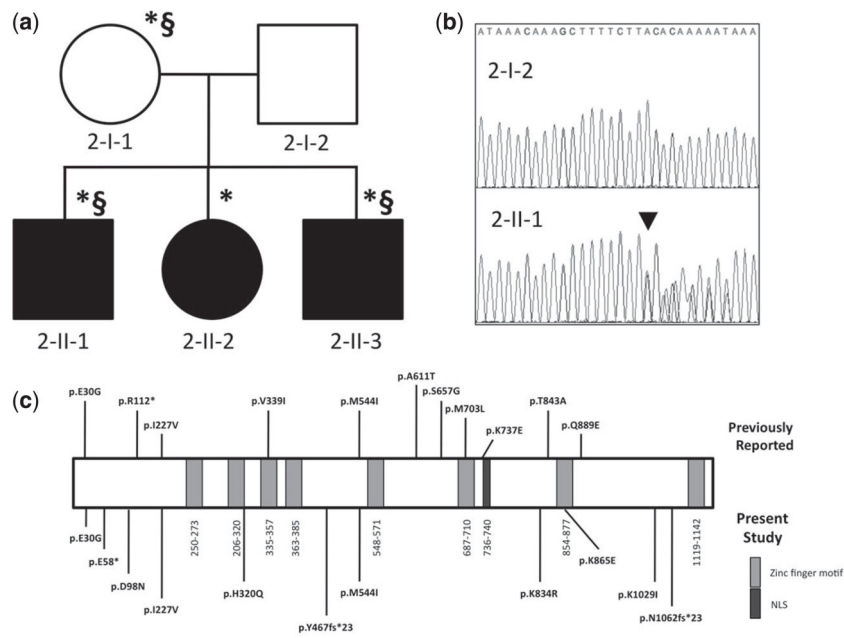 (a)
*§
2-I-1
2-I-2
*§
*
*§
2-II-1
2-II-2
2-II-3
(b)
ATAAACAAAGCTTTTCTTACACAAAAATAAA
2-I-2
2-II-1
(c)
p.E30G
p.R112*
p.I227V
p.V339I
p.M544I
p.A611T
p.S657G
p.M703L
p.K737E
p.T843A
p.Q889E
Previously
Reported
250-273
206-320
335-357
363-385
548-571
687-710
736-740
854-877
1119-1142
p.E30G
p.E58*
p.D98N
p.I227V
p.H320Q
p.Y467fs*23
p.M544I
p.K834R
p.K865E
p.K1029I
p.N1062fs*23
Present
Study
Zinc finger motif
NLS